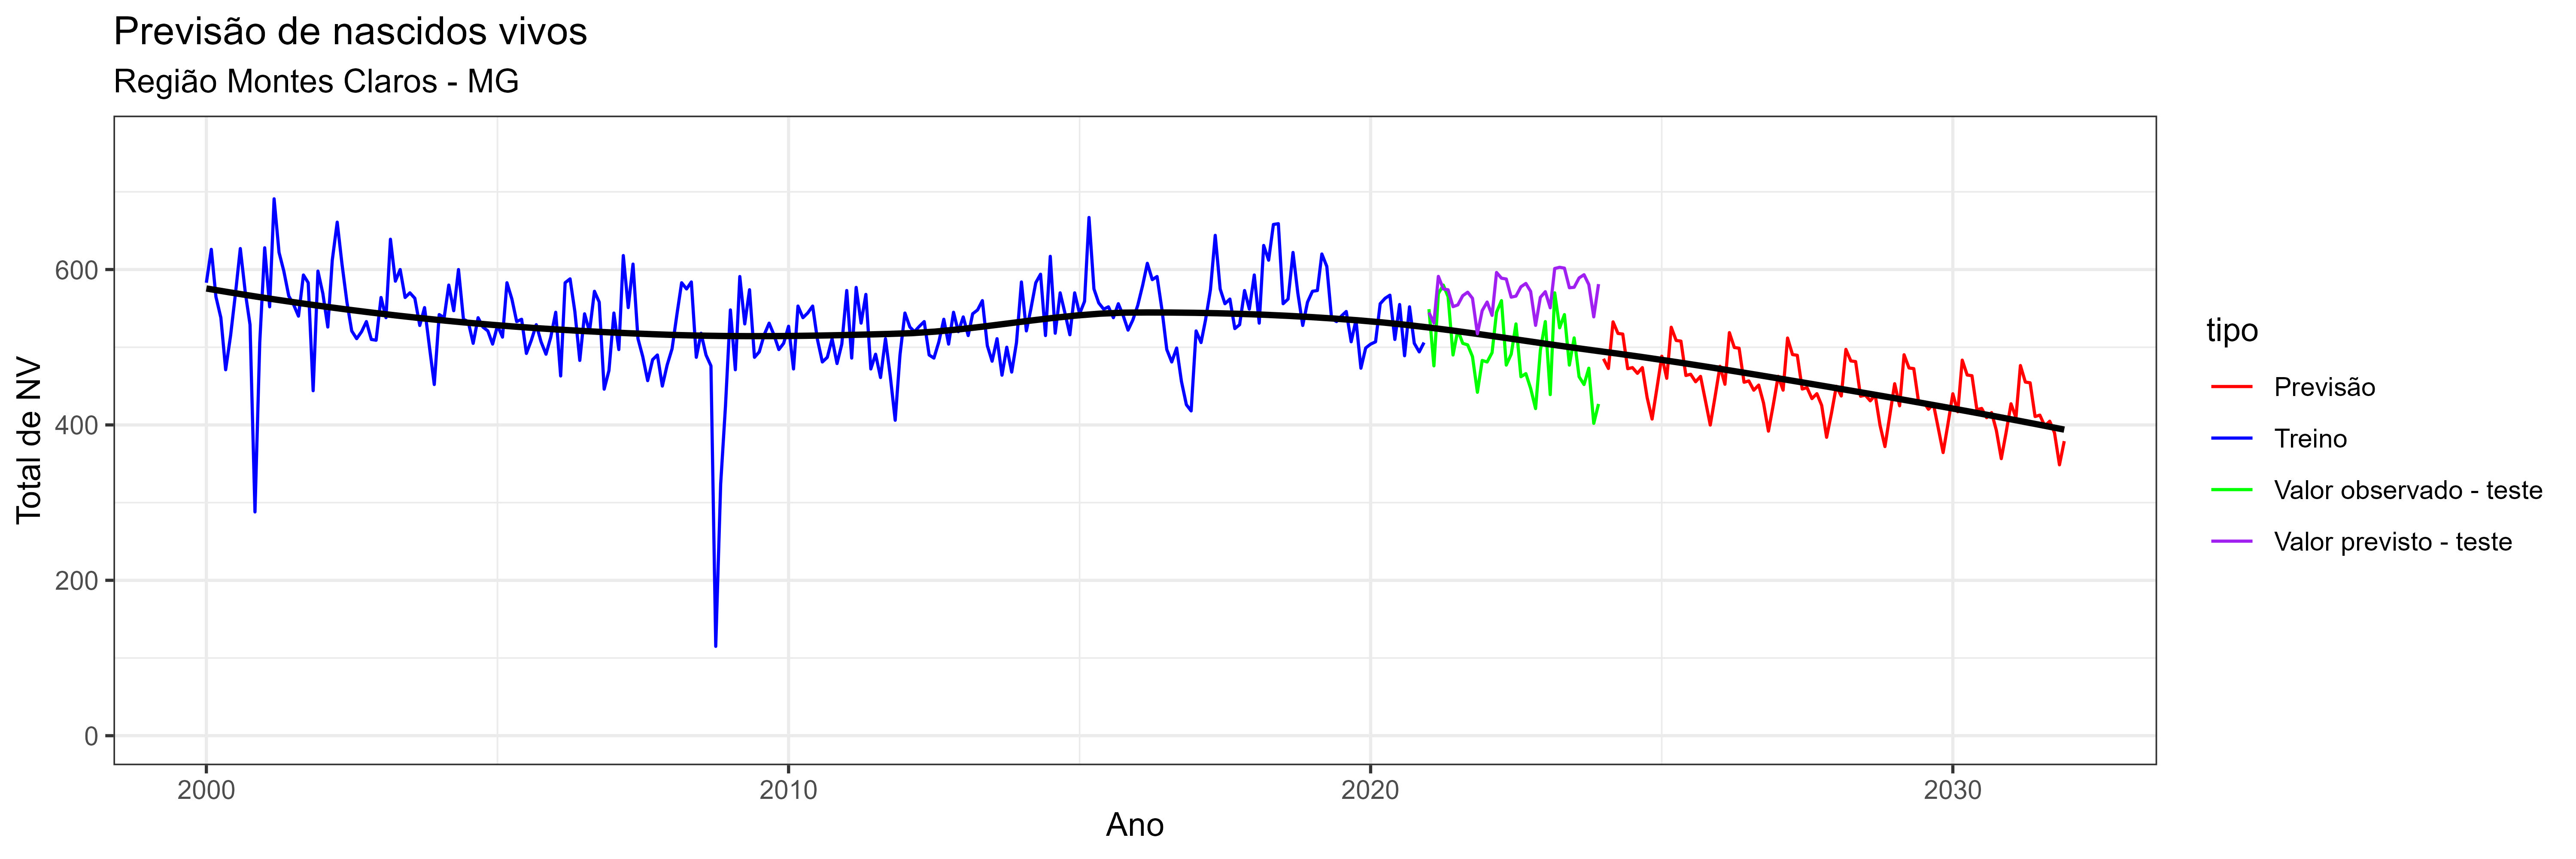 Previsão de nascidos vivos
Região Montes Claros - MG
Total de NV
600
400
200
0
2000
2010
2020
2030
Ano
tipo
Previsão
Treino
Valor observado - teste
Valor previsto - teste